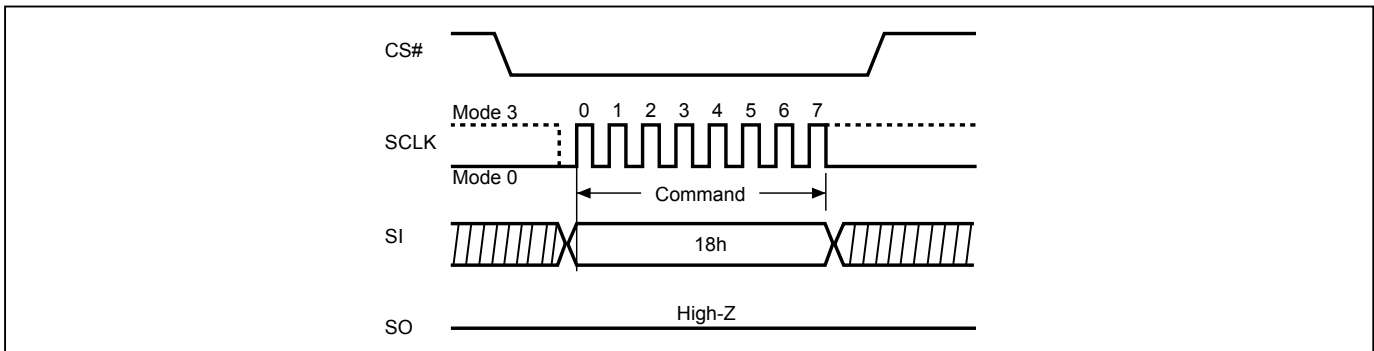 CS#
Mode 3
0 1 2 3 4 5 6 7
SCLK
Mode 0
Command
SI
18h
High-Z
SO